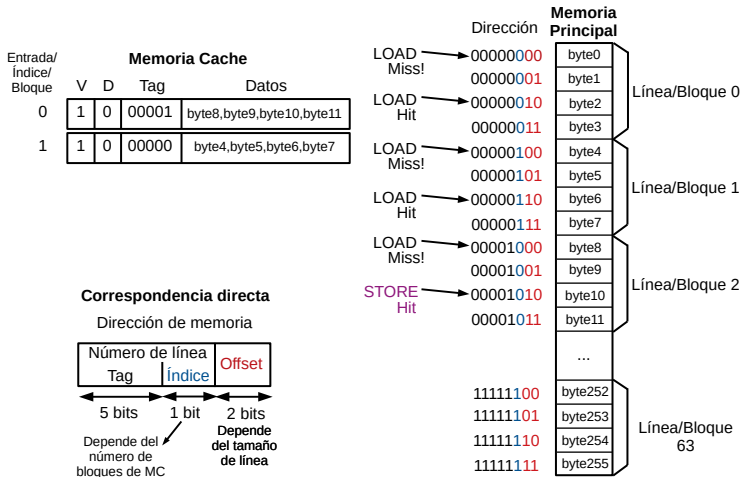 Memoria Cache
Entrada/
Índice/
Bloque
V D Tag Datos
0 1 0 00001 byte8,byte9,byte10,byte11
1 1 0 00000 byte4,byte5,byte6,byte7
Correspondencia directa
Dirección de memoria
Número de línea
Tag Índice Offset
5 bits 1 bit 2 bits
Depende del
número de
bloques de MC
Depende
del tamaño
de línea
Dirección
Memoria
Principal
LOAD
Miss!
00000000 byte0
00000001 byte1
LOAD
Hit
00000010 byte2
00000011 byte3
Línea/Bloque 0
LOAD
Miss!
00000100 byte4
00000101 byte5
LOAD
Hit
00000110 byte6
00000111 byte7
Línea/Bloque 1
LOAD
Miss!
00001000 byte8
00001001 byte9
STORE
Hit
00001010 byte10
00001011 byte11
Línea/Bloque 2
...
11111100 byte252
11111101 byte253
11111110 byte254
11111111 byte255
Línea/Bloque
63